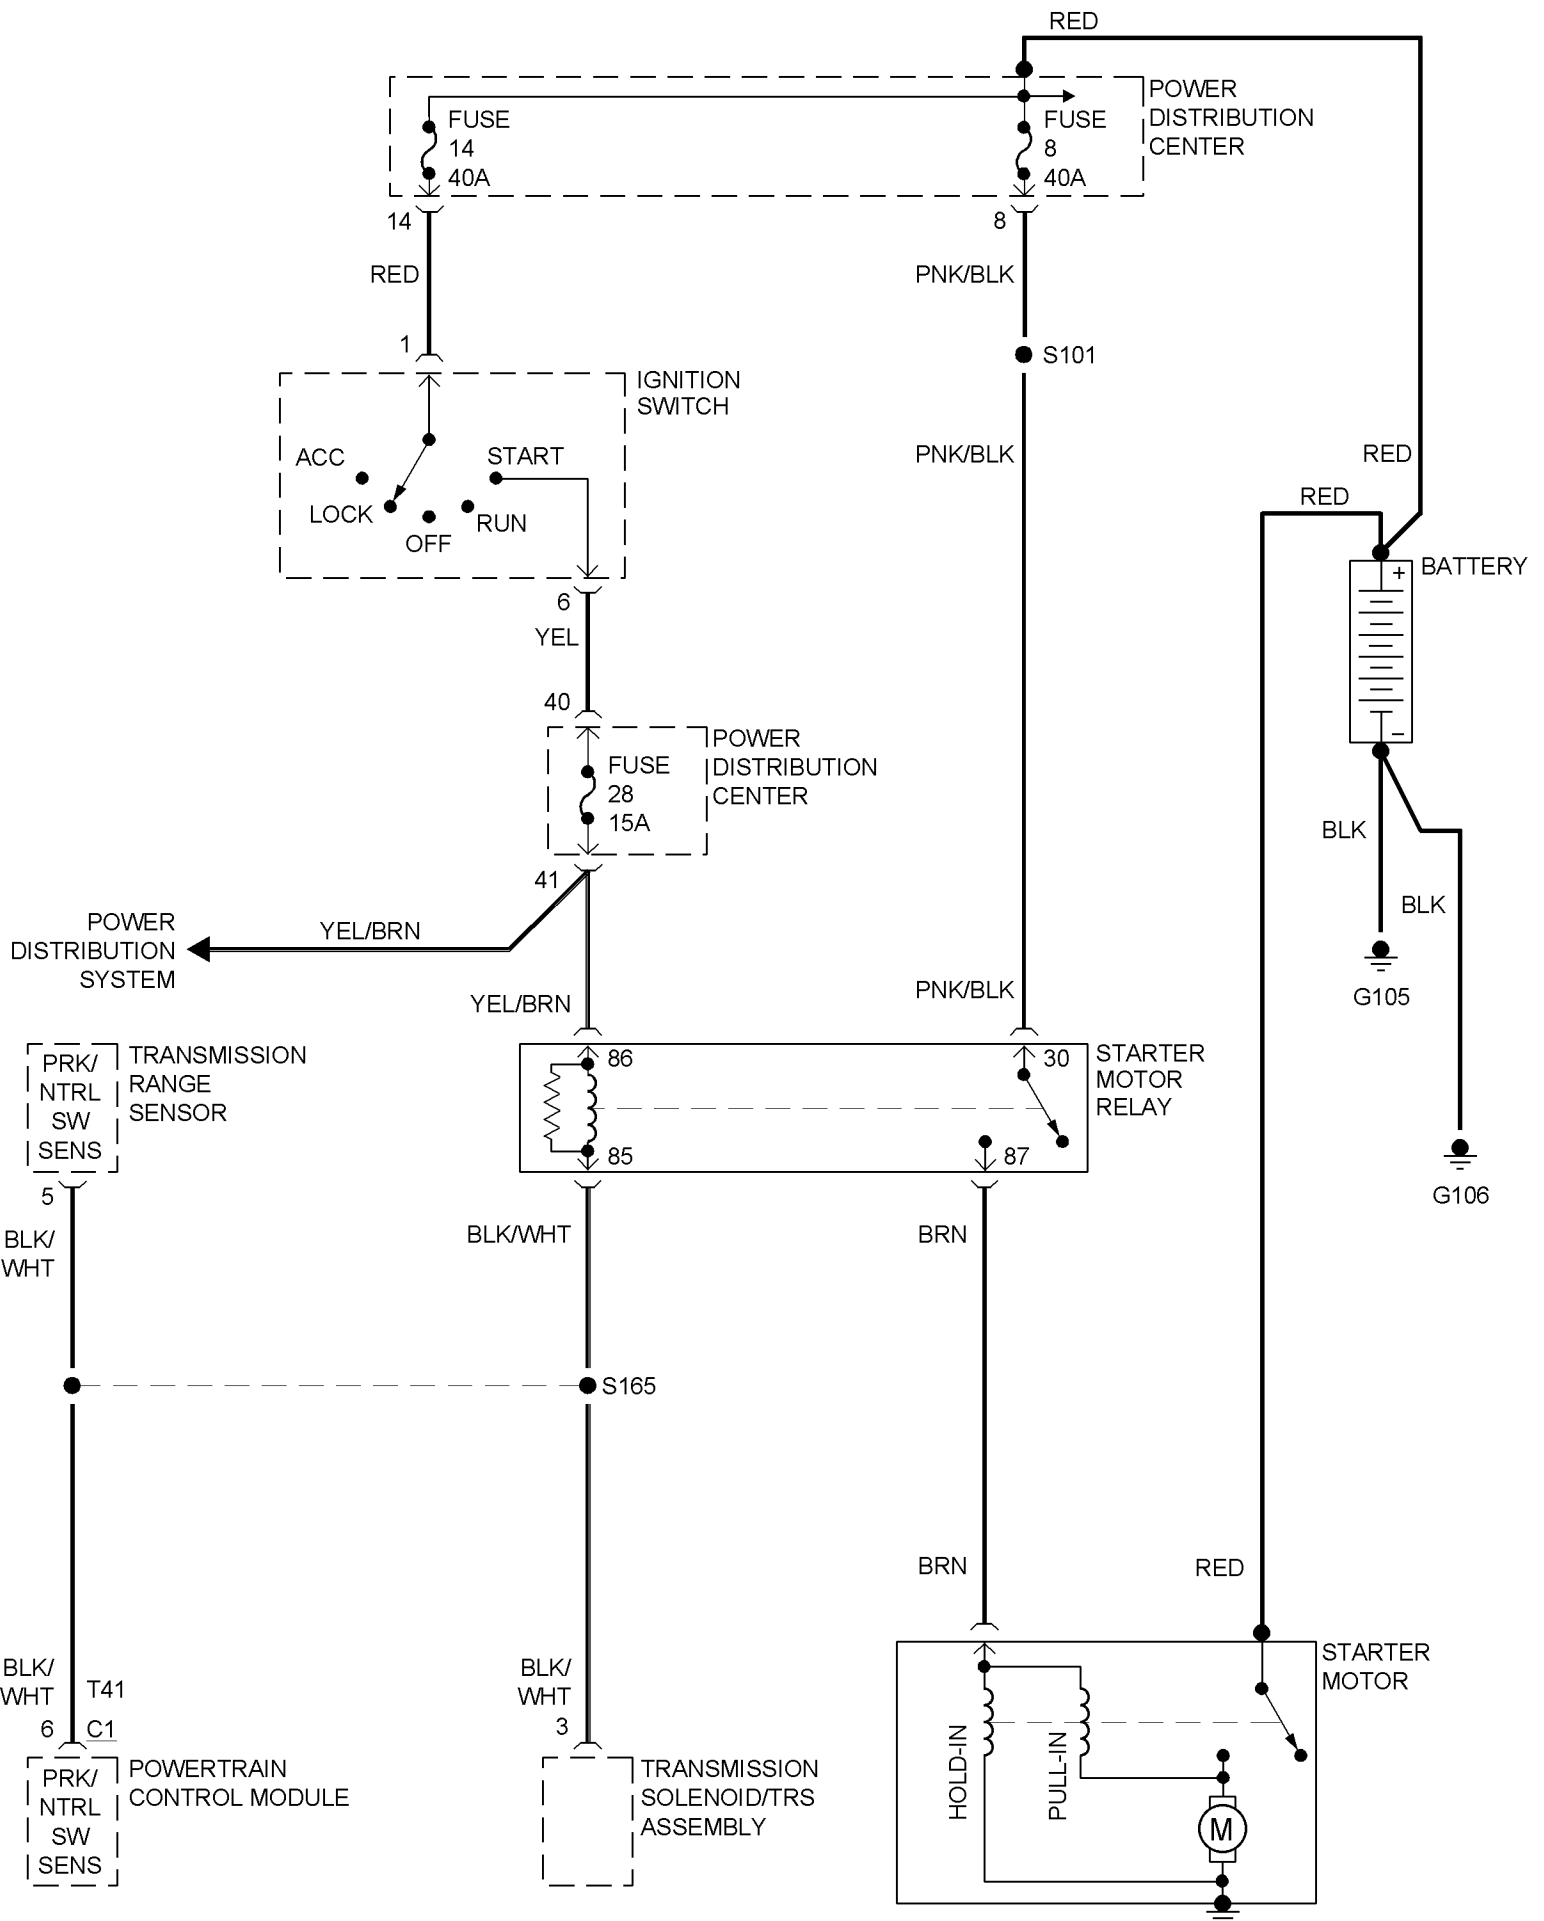 RED
POWER
DISTRIBUTION
CENTER
FUSE
14
40A
FUSE
8
40A
14
8
RED
PNK/BLK
1
S101
IGNITION
SWITCH
ACC
START
LOCK
RUN
OFF
PNK/BLK
RED
RED
BATTERY
+
−
6
YEL
40
POWER
DISTRIBUTION
CENTER
FUSE
28
15A
41
BLK
BLK
POWER
DISTRIBUTION
SYSTEM
YEL/BRN
YEL/BRN
PNK/BLK
G105
G106
PRK/
NTRL
SW
SENS
TRANSMISSION
RANGE
SENSOR
86
30
85
87
STARTER
MOTOR
RELAY
5
BLK/
WHT
BLK/WHT
BRN
S165
BRN
RED
BLK/
WHT
T41
6
C1
BLK/
WHT
3
PRK/
NTRL
SW
SENS
POWERTRAIN
CONTROL MODULE
TRANSMISSION
SOLENOID/TRS
ASSEMBLY
STARTER
MOTOR
HOLD-IN
PULL-IN
M